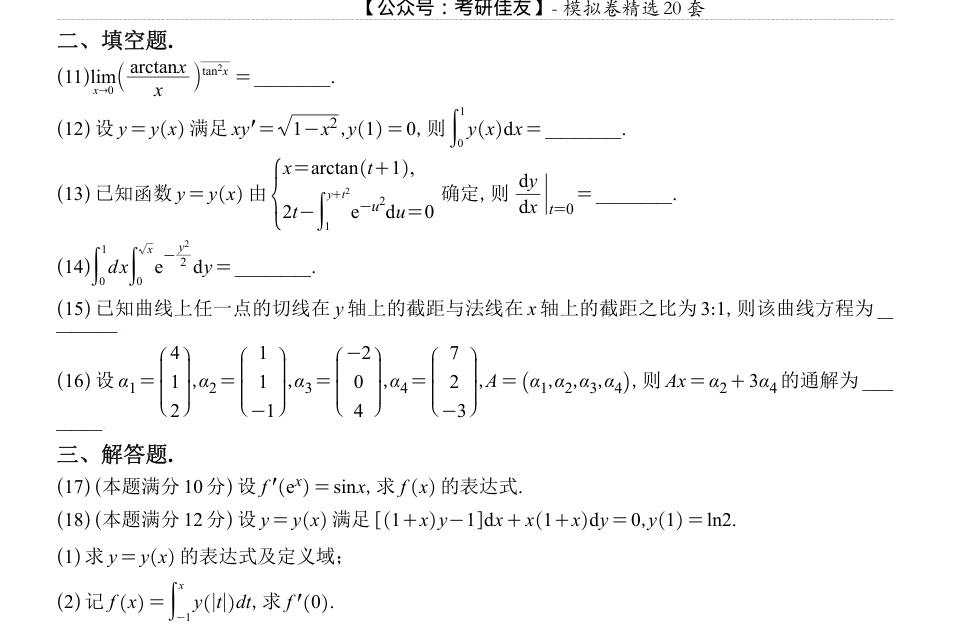 【公众号：考研佳友】- 模拟卷精选 20 套
二、填空题.
(11) lim_{x→0} (arctanx / x)^{1/tan²x} = ________.
(12) 设 y=y(x) 满足 xy′=√(1−x²), y(1)=0, 则 ∫_0^1 y(x)dx=________.
(13) 已知函数 y=y(x) 由 { x=arctan(t+1), 2t−∫_1^{y+t²} e^{−u²}du=0 确定, 则 dy/dx|_{t=0} =________.
(14) ∫_0^1 dx∫_0^{√x} e^{−y²/2} dy=________.
(15) 已知曲线上任一点的切线在 y 轴上的截距与法线在 x 轴上的截距之比为 3:1, 则该曲线方程为__
______
(16) 设 α₁=(4 1 2), α₂=(1 1 −1), α₃=(−2 0 4), α₄=(7 2 −3), A=(α₁,α₂,α₃,α₄), 则 Ax=α₂+3α₄ 的通解为___
_____
三、解答题.
(17) (本题满分 10 分) 设 f′(eˣ)=sinx, 求 f(x) 的表达式.
(18) (本题满分 12 分) 设 y=y(x) 满足 [(1+x)y−1]dx+x(1+x)dy=0, y(1)=ln2.
(1) 求 y=y(x) 的表达式及定义域;
(2) 记 f(x)=∫_{−1}^x y(|t|)dt, 求 f′(0).